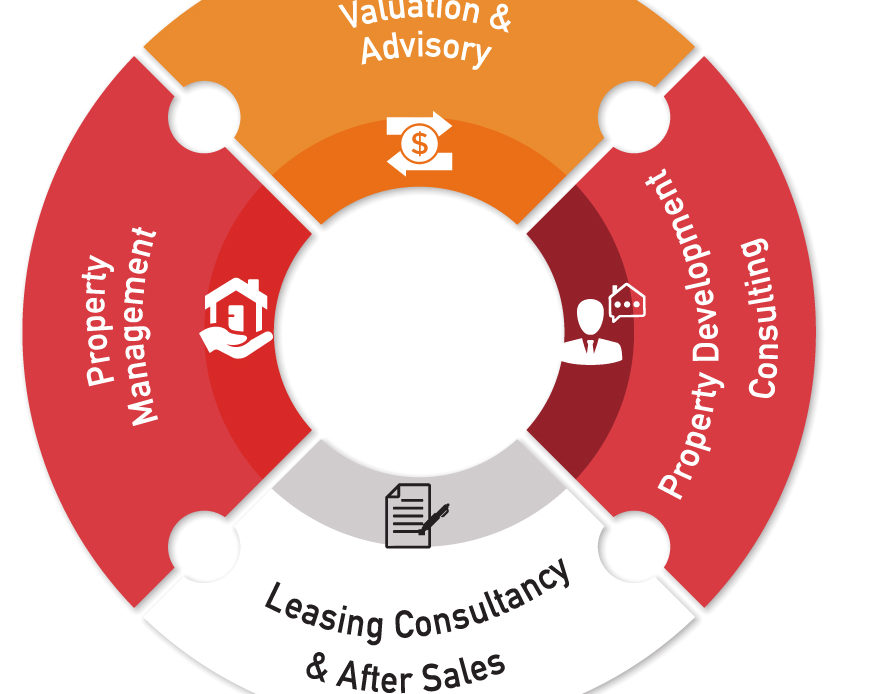 Valuation &
Advisory
$
Property
Management
Property Development
Consulting
Leasing Consultancy
& After Sales